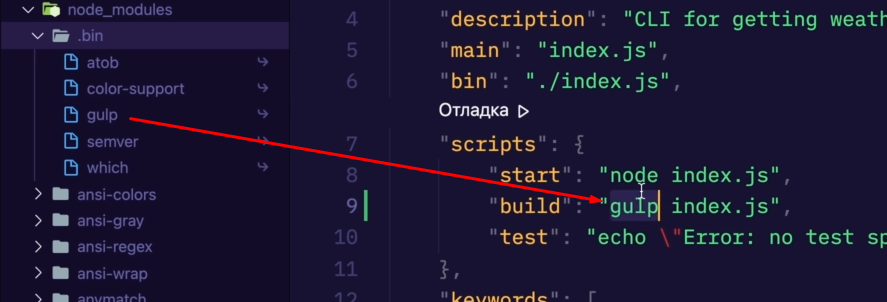 node_modules
.bin
atob
color-support
gulp
semver
which
ansi-colors
ansi-gray
ansi-regex
ansi-wrap
anymatch
4 "description": "CLI for getting weath
5 "main": "index.js",
6 "bin": "./index.js",
Отладка
7 "scripts": {
8 "start": "node index.js",
9 "build": "gulp index.js",
10 "test": "echo \"Error: no test sp
11 },
12 "keywords": [